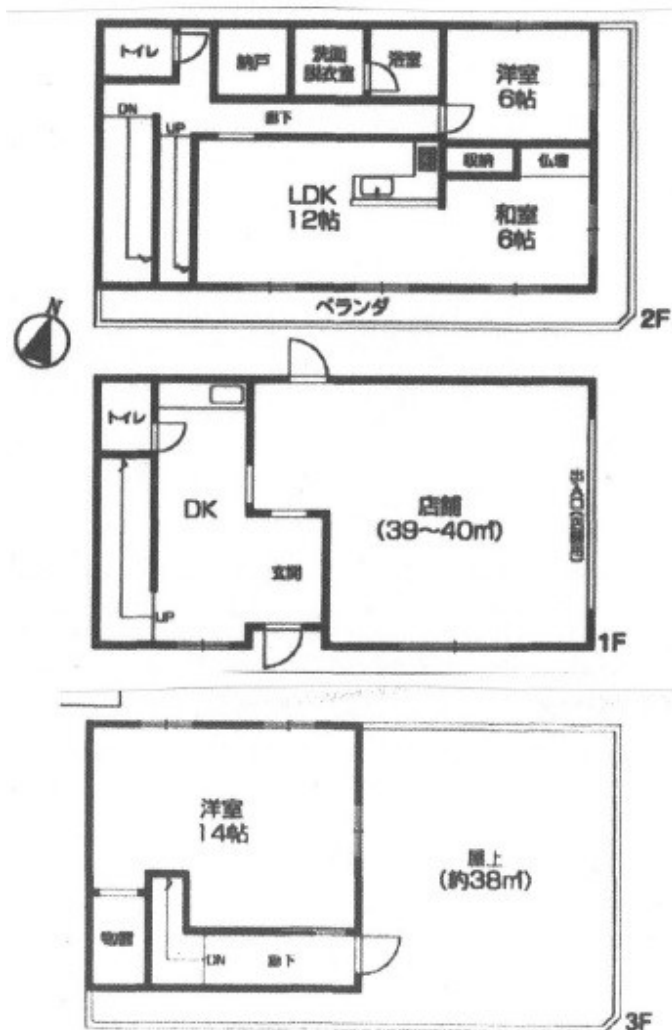 トイレ
納戸
洗面
脱衣室
浴室
洋室
6帖
DN
UP
廊下
LDK
12帖
収納
仏壇
和室
6帖
ベランダ
2F
N
トイレ
DK
店舗
(39〜40㎡)
玄関
UP
1F
洋室
14帖
屋上
(約38㎡)
物置
DN
廊下
3F